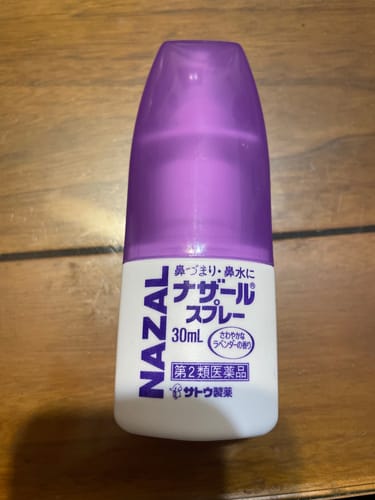 鼻づまり・鼻水に
NAZAL
ナザール®
スプレー
30mL
さわやかな
ラベンダーの香り
第2類医薬品
サトウ製薬